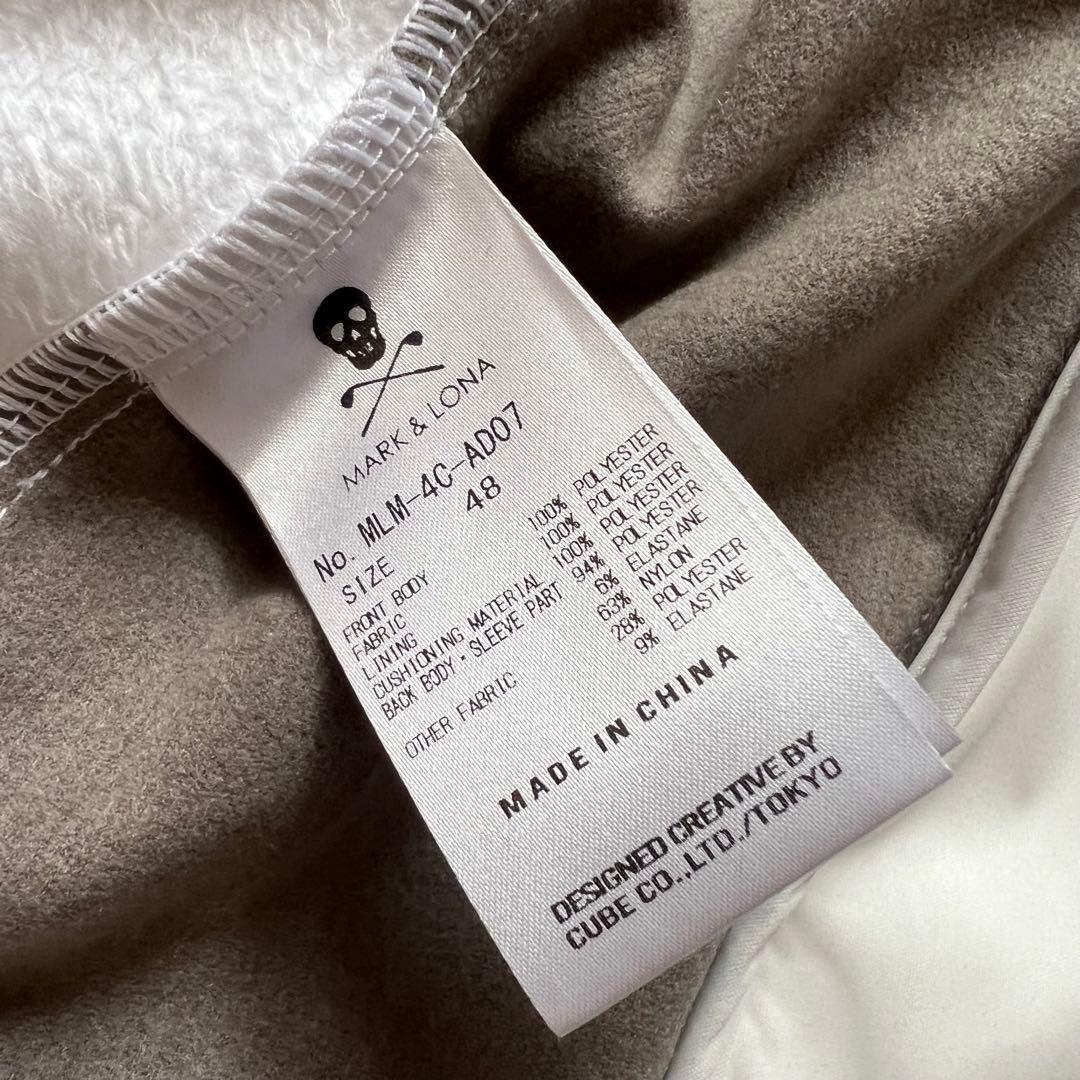 MARK & LONA
No. MLM-4C-AD07
SIZE 48
FRONT BODY
FABRIC 100% POLYESTER
LINING 100% POLYESTER
CUSHIONING MATERIAL 100% POLYESTER
BACK BODY・SLEEVE PART 94% POLYESTER
6% ELASTANE
OTHER FABRIC 63% NYLON
28% POLYESTER
9% ELASTANE
MADE IN CHINA
DESIGNED CREATIVE BY
CUBE CO.,LTD./TOKYO